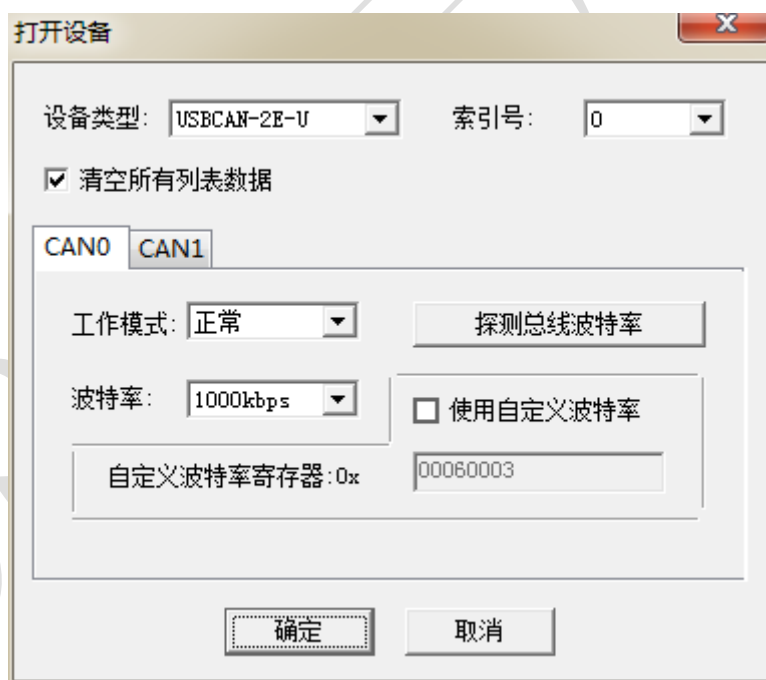 打开设备
设备类型: USBCAN-2E-U 索引号: 0
清空所有列表数据
CAN0 CAN1
工作模式: 正常 探测总线波特率
波特率: 1000kbps 使用自定义波特率
自定义波特率寄存器:0x 00060003
确定 取消